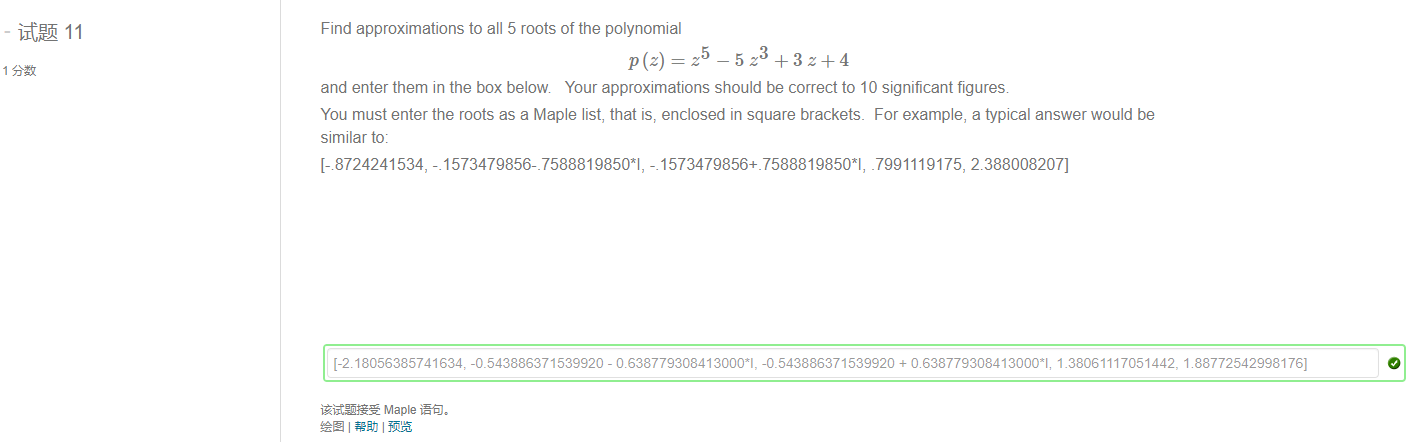 - 试题 11
1 分数
Find approximations to all 5 roots of the polynomial
p (z) = z⁵ − 5 z³ + 3 z + 4
and enter them in the box below. Your approximations should be correct to 10 significant figures.
You must enter the roots as a Maple list, that is, enclosed in square brackets. For example, a typical answer would be
similar to:
[-.8724241534, -.1573479856-.7588819850*I, -.1573479856+.7588819850*I, .7991119175, 2.388008207]
[-2.18056385741634, -0.543886371539920 - 0.638779308413000*I, -0.543886371539920 + 0.638779308413000*I, 1.38061117051442, 1.88772542998176]
该试题接受 Maple 语句。
绘图 | 帮助 | 预览